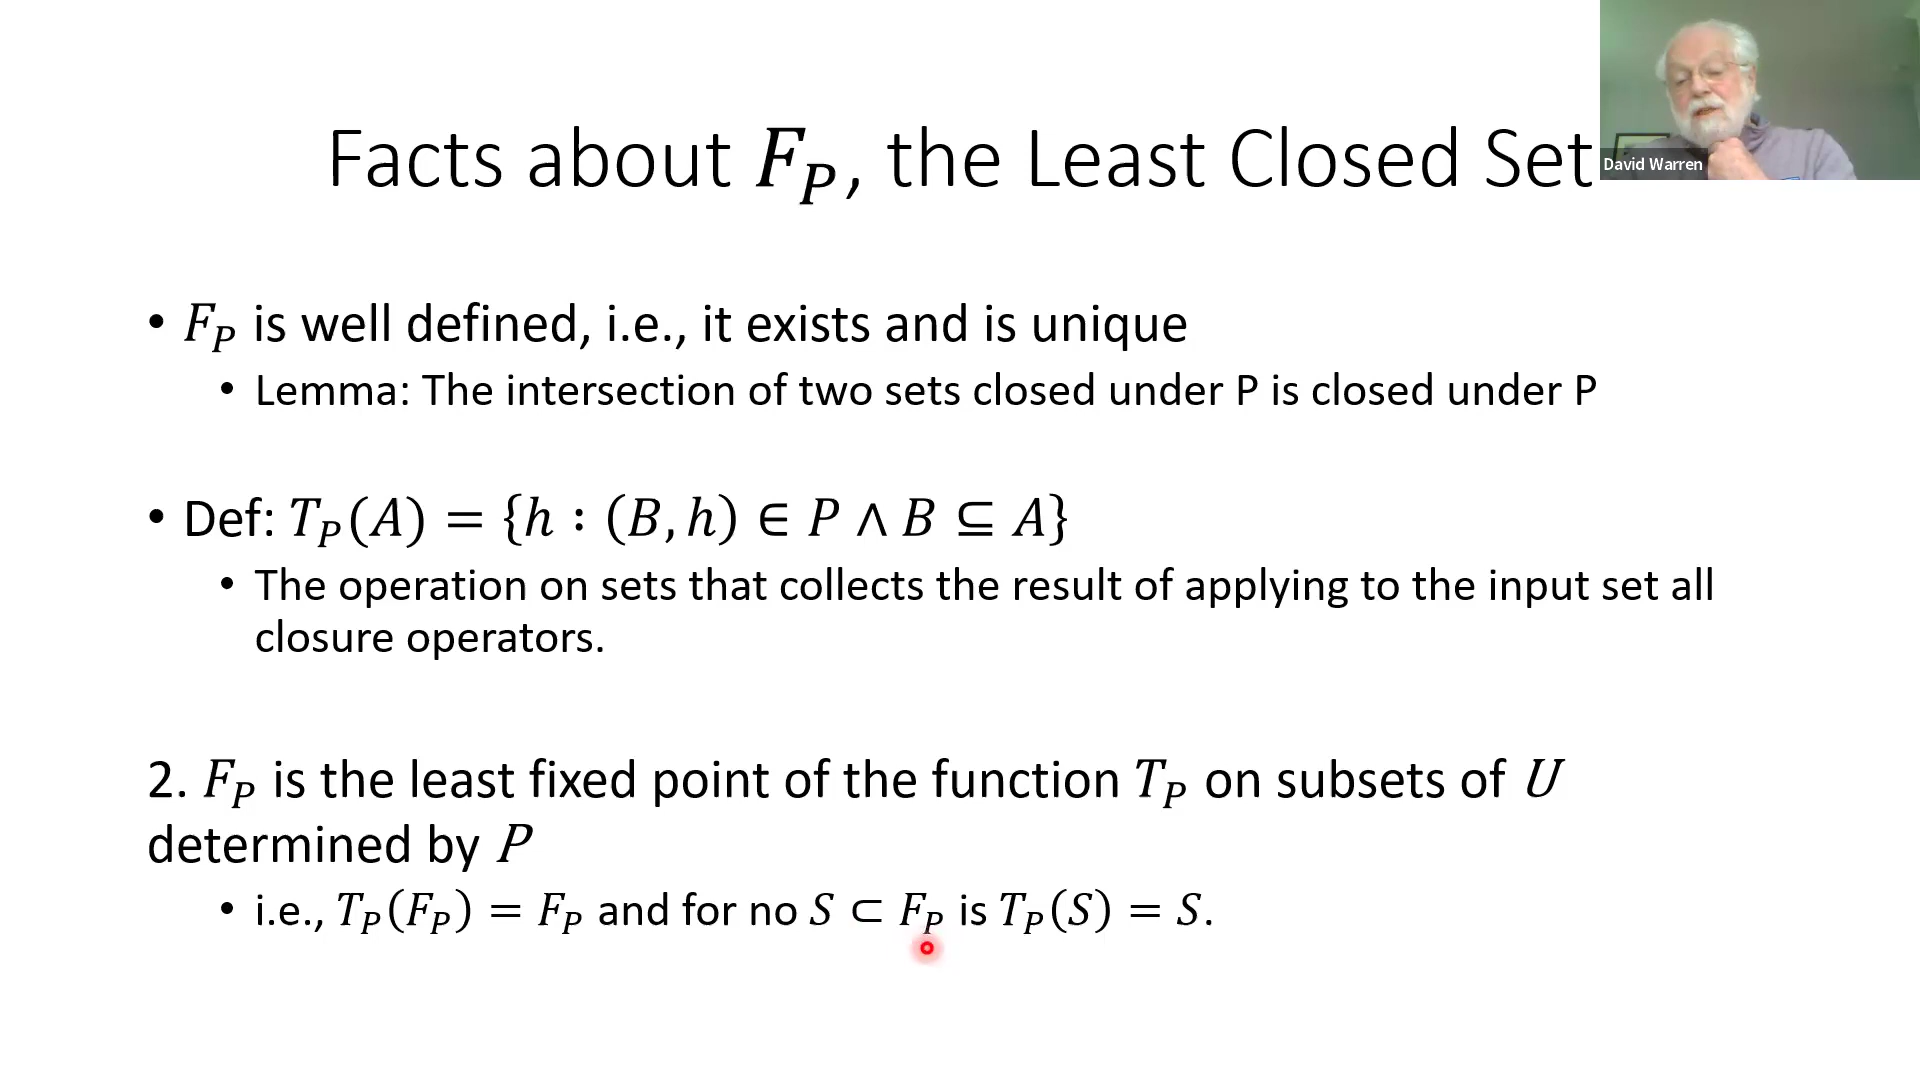 Facts about F_P, the Least Closed Set
David Warren
• F_P is well defined, i.e., it exists and is unique
• Lemma: The intersection of two sets closed under P is closed under P
• Def: T_P(A) = {h : (B, h) ∈ P ∧ B ⊆ A}
• The operation on sets that collects the result of applying to the input set all
closure operators.
2. F_P is the least fixed point of the function T_P on subsets of U
determined by P
• i.e., T_P(F_P) = F_P and for no S ⊂ F_P is T_P(S) = S.